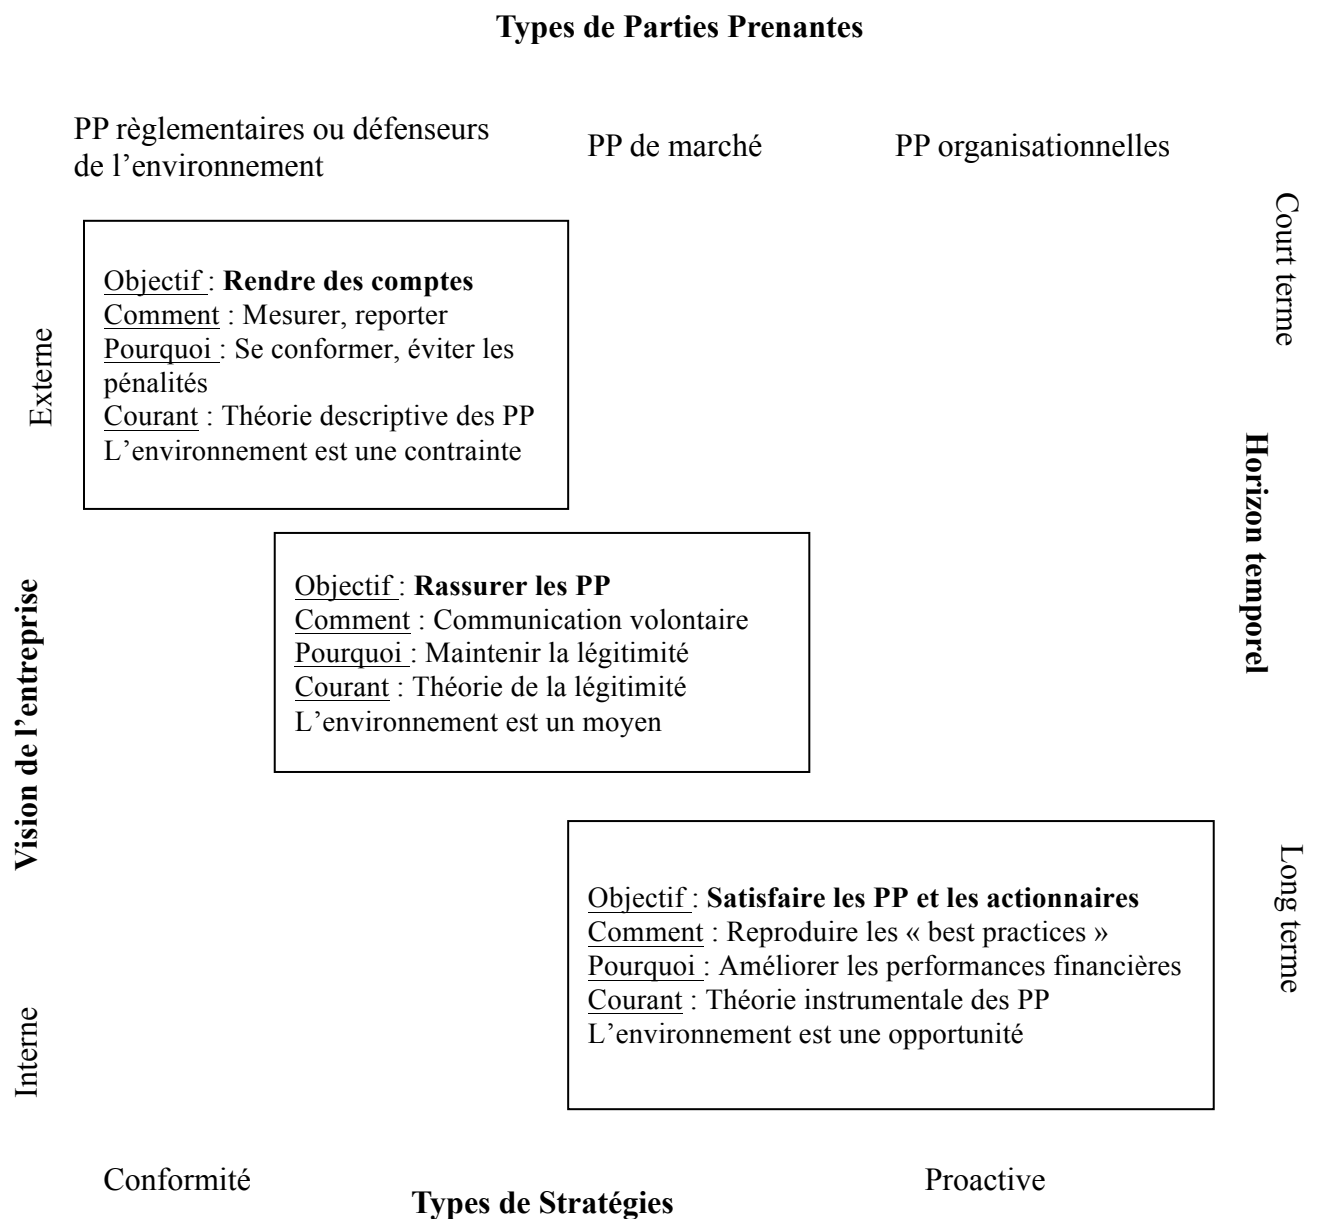 Types de Parties Prenantes
PP règlementaires ou défenseurs
de l’environnement
PP de marché
PP organisationnelles
Court terme
Externe
Objectif : Rendre des comptes
Comment : Mesurer, reporter
Pourquoi : Se conformer, éviter les
pénalités
Courant : Théorie descriptive des PP
L’environnement est une contrainte
Horizon temporel
Vision de l’entreprise
Objectif : Rassurer les PP
Comment : Communication volontaire
Pourquoi : Maintenir la légitimité
Courant : Théorie de la légitimité
L’environnement est un moyen
Long terme
Interne
Objectif : Satisfaire les PP et les actionnaires
Comment : Reproduire les « best practices »
Pourquoi : Améliorer les performances financières
Courant : Théorie instrumentale des PP
L’environnement est une opportunité
Conformité
Proactive
Types de Stratégies